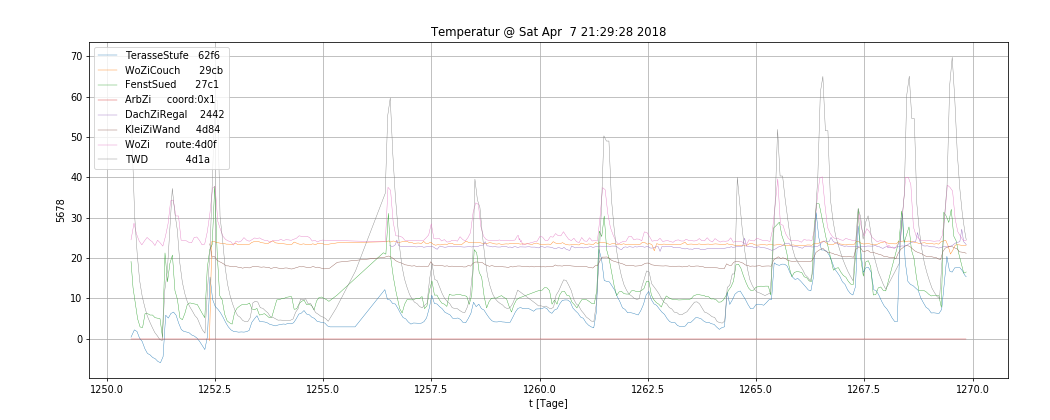 Temperatur @ Sat Apr  7 21:29:28 2018
70
60
50
40
30
20
10
0
5678
TerasseStufe 62f6
WoZiCouch 29cb
FenstSued 27c1
ArbZi coord:0x1
DachZiRegal 2442
KleiZiWand 4d84
WoZi route:4d0f
TWD 4d1a
1250.0 1252.5 1255.0 1257.5 1260.0 1262.5 1265.0 1267.5 1270.0
t [Tage]